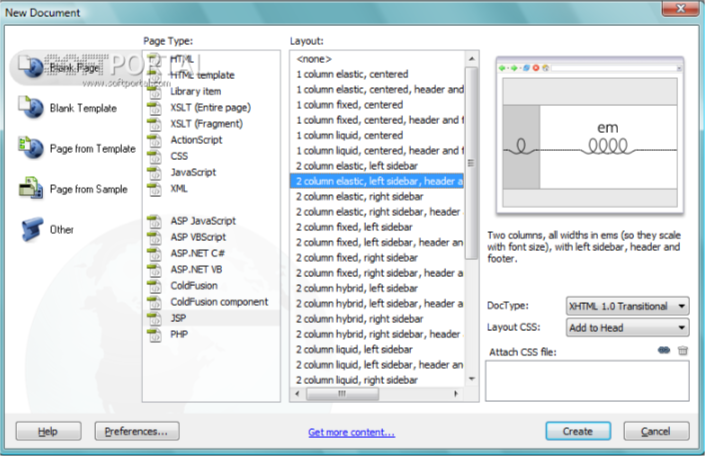 New Document
Page Type:
Layout:
Blank Page
Blank Template
Page from Template
Page from Sample
Other
SOFTPORTAL
www.softportal.com
HTML
HTML template
Library item
XSLT (Entire page)
XSLT (Fragment)
ActionScript
CSS
JavaScript
XML
ASP JavaScript
ASP VBScript
ASP.NET C#
ASP.NET VB
ColdFusion
ColdFusion component
JSP
PHP
<none>
1 column elastic, centered
1 column elastic, centered, header and
1 column fixed, centered
1 column fixed, centered, header and f
1 column liquid, centered
1 column liquid, centered, header and f
2 column elastic, left sidebar
2 column elastic, left sidebar, header a
2 column elastic, right sidebar
2 column elastic, right sidebar, header
2 column fixed, left sidebar
2 column fixed, left sidebar, header and
2 column fixed, right sidebar
2 column fixed, right sidebar, header a
2 column hybrid, left sidebar
2 column hybrid, left sidebar, header a
2 column hybrid, right sidebar
2 column hybrid, right sidebar, header
2 column liquid, left sidebar
2 column liquid, left sidebar, header an
2 column liquid, right sidebar
em
Two columns, all widths in ems (so they scale
with font size), with left sidebar, header and
footer.
DocType:
XHTML 1.0 Transitional
Layout CSS:
Add to Head
Attach CSS file:
Help
Preferences...
Get more content...
Create
Cancel